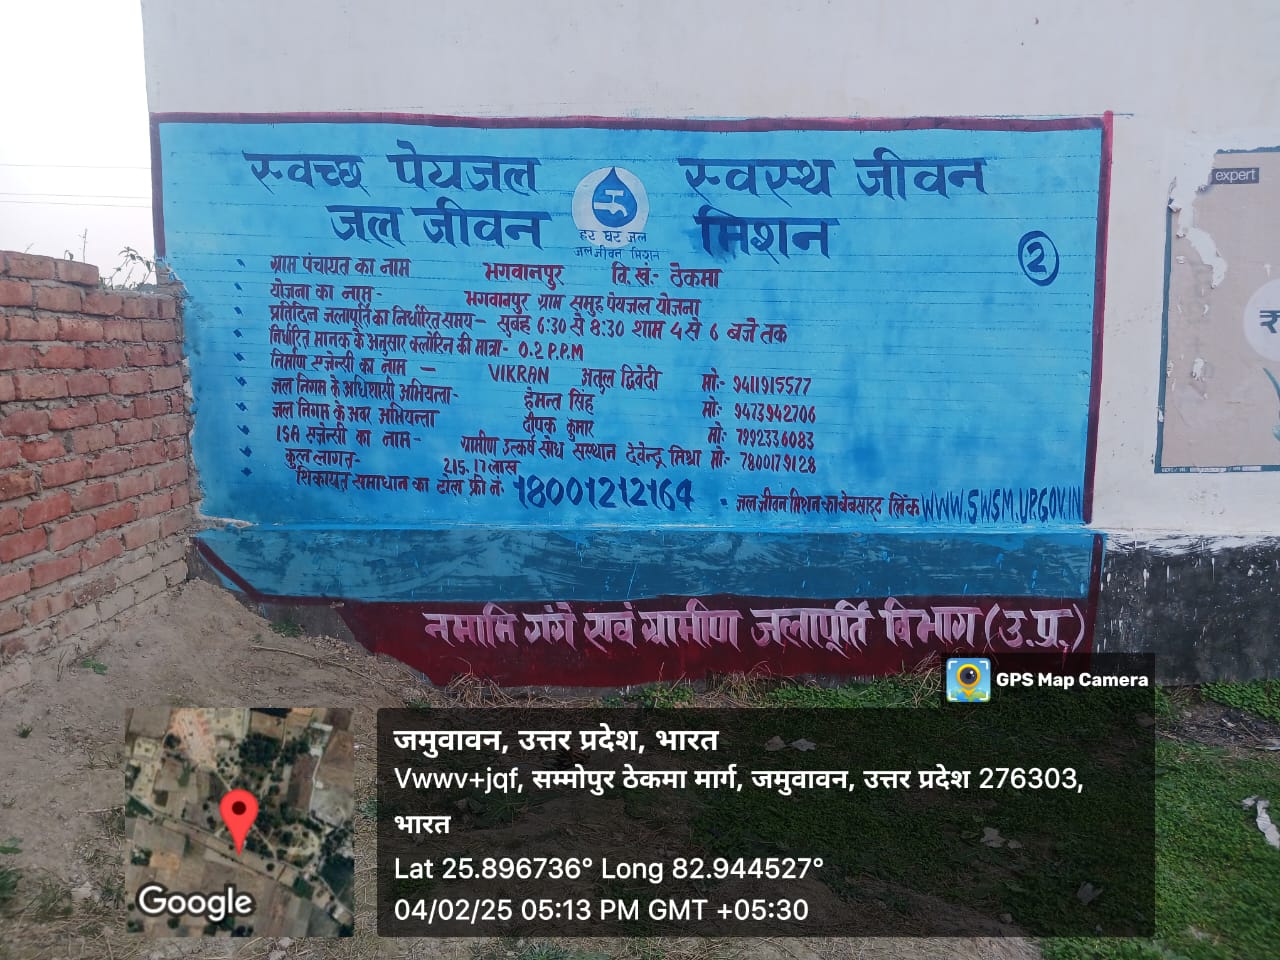 स्वच्छ पेयजल स्वस्थ जीवन
जल जीवन मिशन
हर घर जल
जल जीवन मिशन
2
ग्राम पंचायत का नाम भगवानपुर वि.खं:- ठेकमा
योजना का नाम- भगवानपुर ग्राम समुह पेयजल योजना
प्रतिदिन जलापूर्ति का निर्धारित समय- सुबह 6:30 से 8:30 शाम 4 से 6 बजे तक
निर्धारित मानक के अनुसार क्लोरिन की मात्रा- 0.2 P.P.M
निर्माण एजेन्सी का नाम - VIKRAN अतुल द्विवेदी मो:- 9411915577
जल निगम के अधिशासी अभियन्ता- हेमन्त सिंह मो:- 9473942706
जल निगम के अवर अभियन्ता दीपक कुमार मो:- 7992336083
ISA एजेन्सी का नाम- ग्रामीण उत्कर्ष सोध संस्थान देवेन्द्र मिश्रा मो:- 7800179128
कुल लागत- 215.17 लाख
शिकायत समाधान का टोल फ्री नं. 18001212164 • जल जीवन मिशन का बेबसाइट लिंक WWW.SWSM.UP.GOV.IN
नमामि गंगे एवं ग्रामीण जलापूर्ति विभाग (उ.प्र.)
expert
₹
GPS Map Camera
जमुवावन, उत्तर प्रदेश, भारत
Vwwv+jqf, सम्मोपुर ठेकमा मार्ग, जमुवावन, उत्तर प्रदेश 276303,
भारत
Lat 25.896736° Long 82.944527°
04/02/25 05:13 PM GMT +05:30
Google